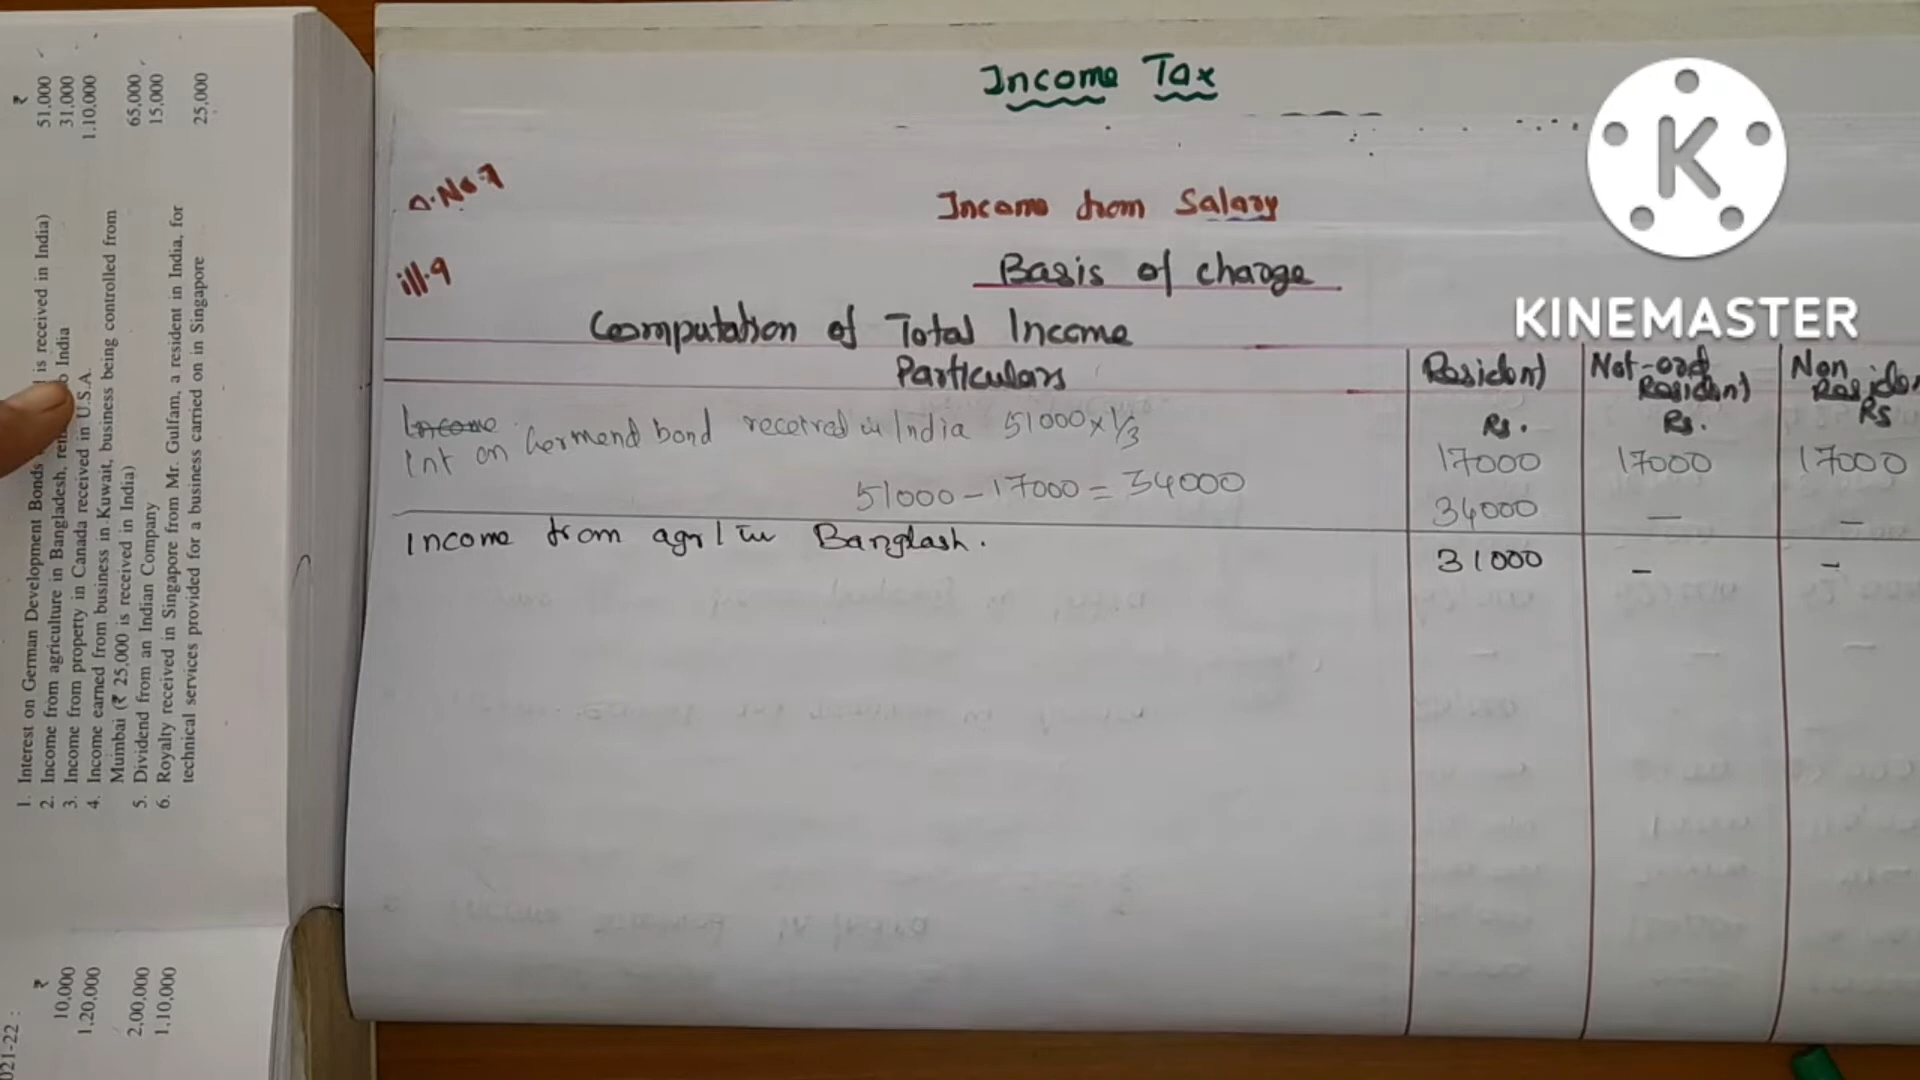 ₹
1. Interest on German Development Bonds is received in India) 51,000
2. Income from agriculture in Bangladesh, India 31,000
3. Income from property in Canada received in U.S.A. 1,10,000
4. Income earned from business in Kuwait, business being controlled from
Mumbai (₹ 25,000 is received in India) 65,000
5. Dividend from an Indian Company 15,000
6. Royalty received in Singapore from Mr. Gulfam, a resident in India, for
technical services provided for a business carried on in Singapore 25,000
021-22 :
₹
10,000
1,20,000
2,00,000
1,10,000
Income Tax
Income from Salary
ill.9
Basis of charge
Computation of Total Income
Particulars
Resident
Rs.
Not-ord
Resident
Rs.
Non
Rs
Income
Int on Germend bond received in India 51000 x 1/3 17000 17000 17000
51000 - 17000 = 34000 34000 — —
Income from agrl in Banglash. 31000 — —
KINEMASTER